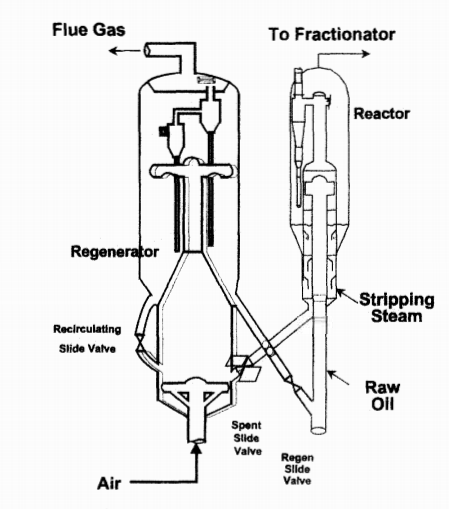 Flue Gas
To Fractionator
Reactor
Regenerator
Stripping
Steam
Recirculating
Slide Valve
Raw
Oil
Spent
Slide
Valve
Regen
Slide
Valve
Air